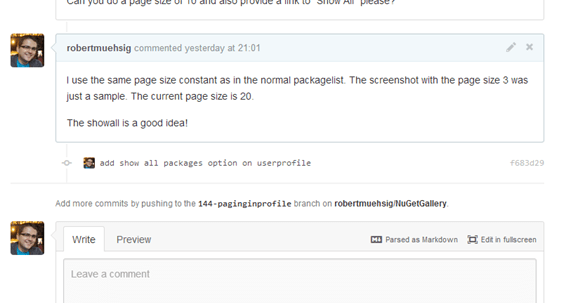 Can you do a page size of 10 and also provide a link to "Show All" please?
robertmuehsig commented yesterday at 21:01
I use the same page size constant as in the normal packagelist. The screenshot with the page size 3 was
just a sample. The current page size is 20.
The showall is a good idea!
add show all packages option on userprofile f683d29
Add more commits by pushing to the 144-paginginprofile branch on robertmuehsig/NuGetGallery.
Write Preview Parsed as Markdown Edit in fullscreen
Leave a comment